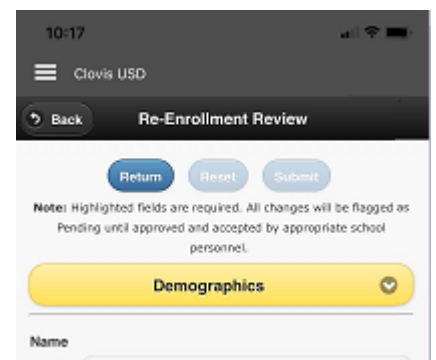 10:17
Clovis USD
Back Re-Enrollment Review
Return Reset Submit
Note: Highlighted fields are required. All changes will be flagged as
Pending until approved and accepted by appropriate school
personnel.
Demographics
Name